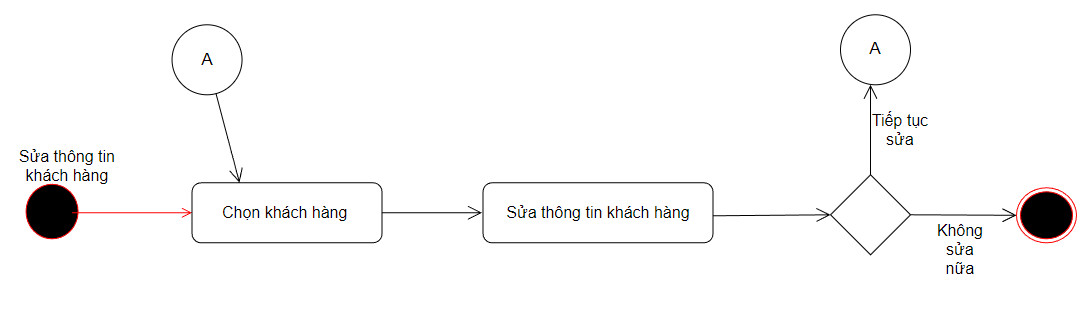 A
A
Tiếp tục
sửa
Sửa thông tin
khách hàng
Chọn khách hàng
Sửa thông tin khách hàng
Không
sửa
nữa